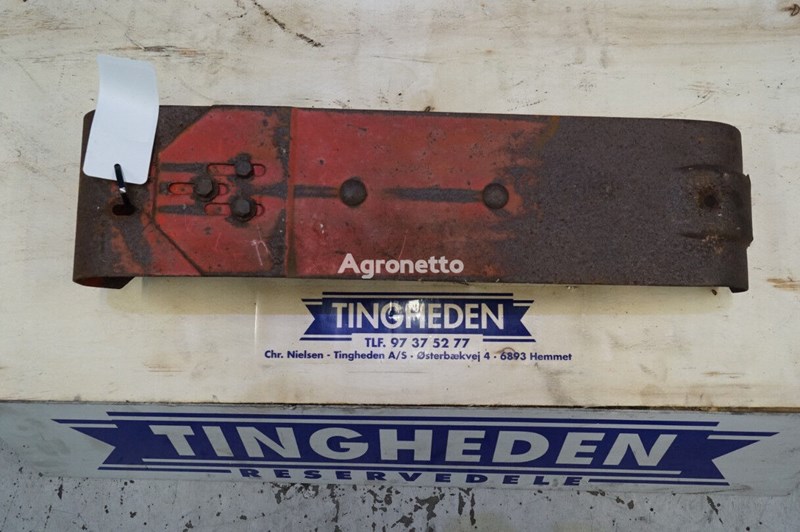 Agronetto
TINGHEDEN
TLF. 97 37 52 77
Chr. Nielsen - Tingheden A/S - Østerbækvej 4 - 6893 Hemmet
TINGHEDEN
RESERVEDELE